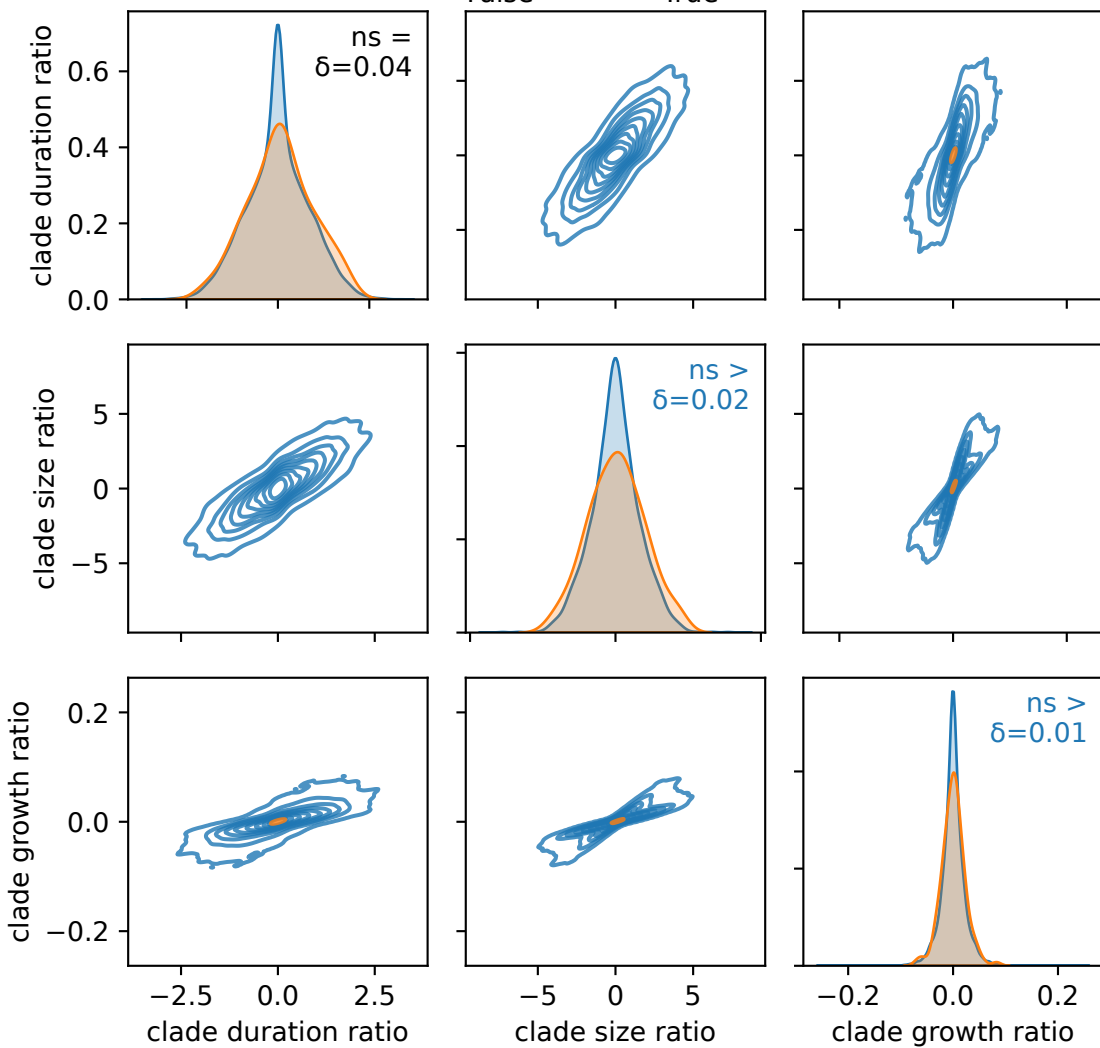 clade duration ratio
0.6
0.4
0.2
0.0
ns =
δ=0.04
clade size ratio
5
0
−5
ns >
δ=0.02
clade growth ratio
0.2
0.0
−0.2
ns >
δ=0.01
−2.5 0.0 2.5
−5 0 5
−0.2 0.0 0.2
clade duration ratio
clade size ratio
clade growth ratio